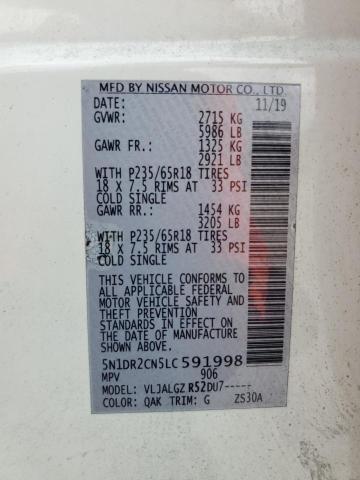 MFD BY NISSAN MOTOR CO., LTD.
DATE: 11/19
GVWR: 2715 KG
5986 LB
GAWR FR.: 1325 KG
2921 LB
WITH P235/65R18 TIRES
18 X 7.5 RIMS AT 33 PSI
COLD SINGLE
GAWR RR.: 1454 KG
3205 LB
WITH P235/65R18 TIRES
18 X 7.5 RIMS AT 33 PSI
COLD SINGLE
THIS VEHICLE CONFORMS TO
ALL APPLICABLE FEDERAL
MOTOR VEHICLE SAFETY AND
THEFT PREVENTION
STANDARDS IN EFFECT ON
THE DATE OF MANUFACTURE
SHOWN ABOVE.
5N1DR2CN5LC591998
MPV 906
MODEL: VLJALGZ R52DU7-----
COLOR: QAK TRIM: G ZS30A